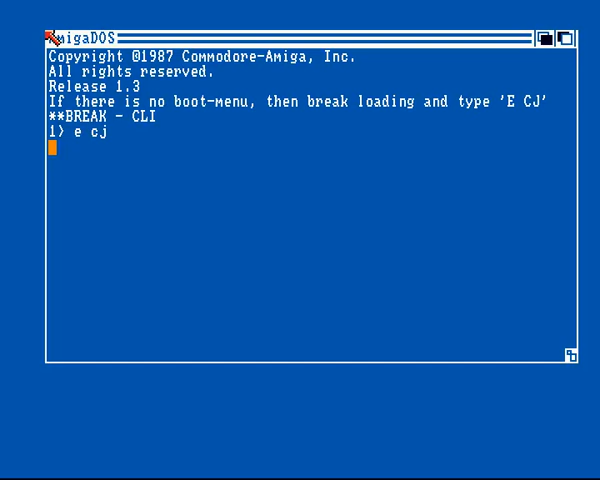 AmigaDOS
Copyright ©1987 Commodore-Amiga, Inc.
All rights reserved.
Release 1.3
If there is no boot-menu, then break loading and type 'E CJ'
**BREAK - CLI
1> e cj